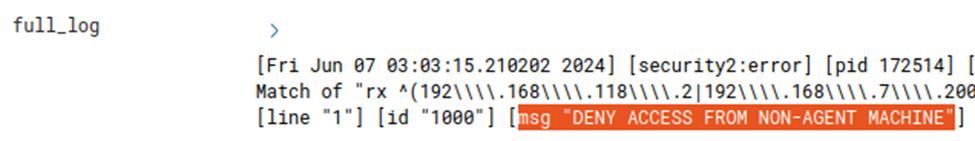 full_log
[Fri Jun 07 03:03:15.210202 2024] [security2:error] [pid 172514] [
Match of "rx ^(192\\\\.168\\\\.118\\\\.2|192\\\\.168\\\\.7\\\\.200
[line "1"] [id "1000"] [msg "DENY ACCESS FROM NON-AGENT MACHINE"]